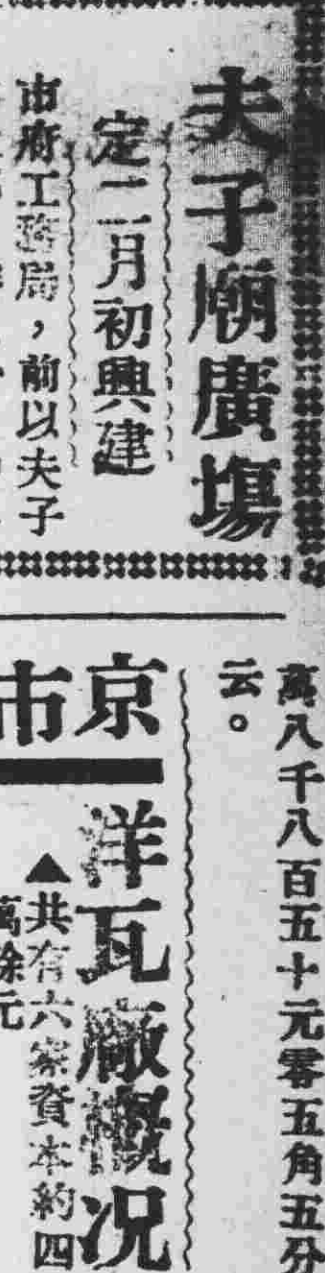 夫子廟廣塲
定二月初興建
市府工務局，前以夫子
萬八千八百五十元零五角五分
云。
京市
洋瓦廠概况
▲共有六家資本約四
萬餘元